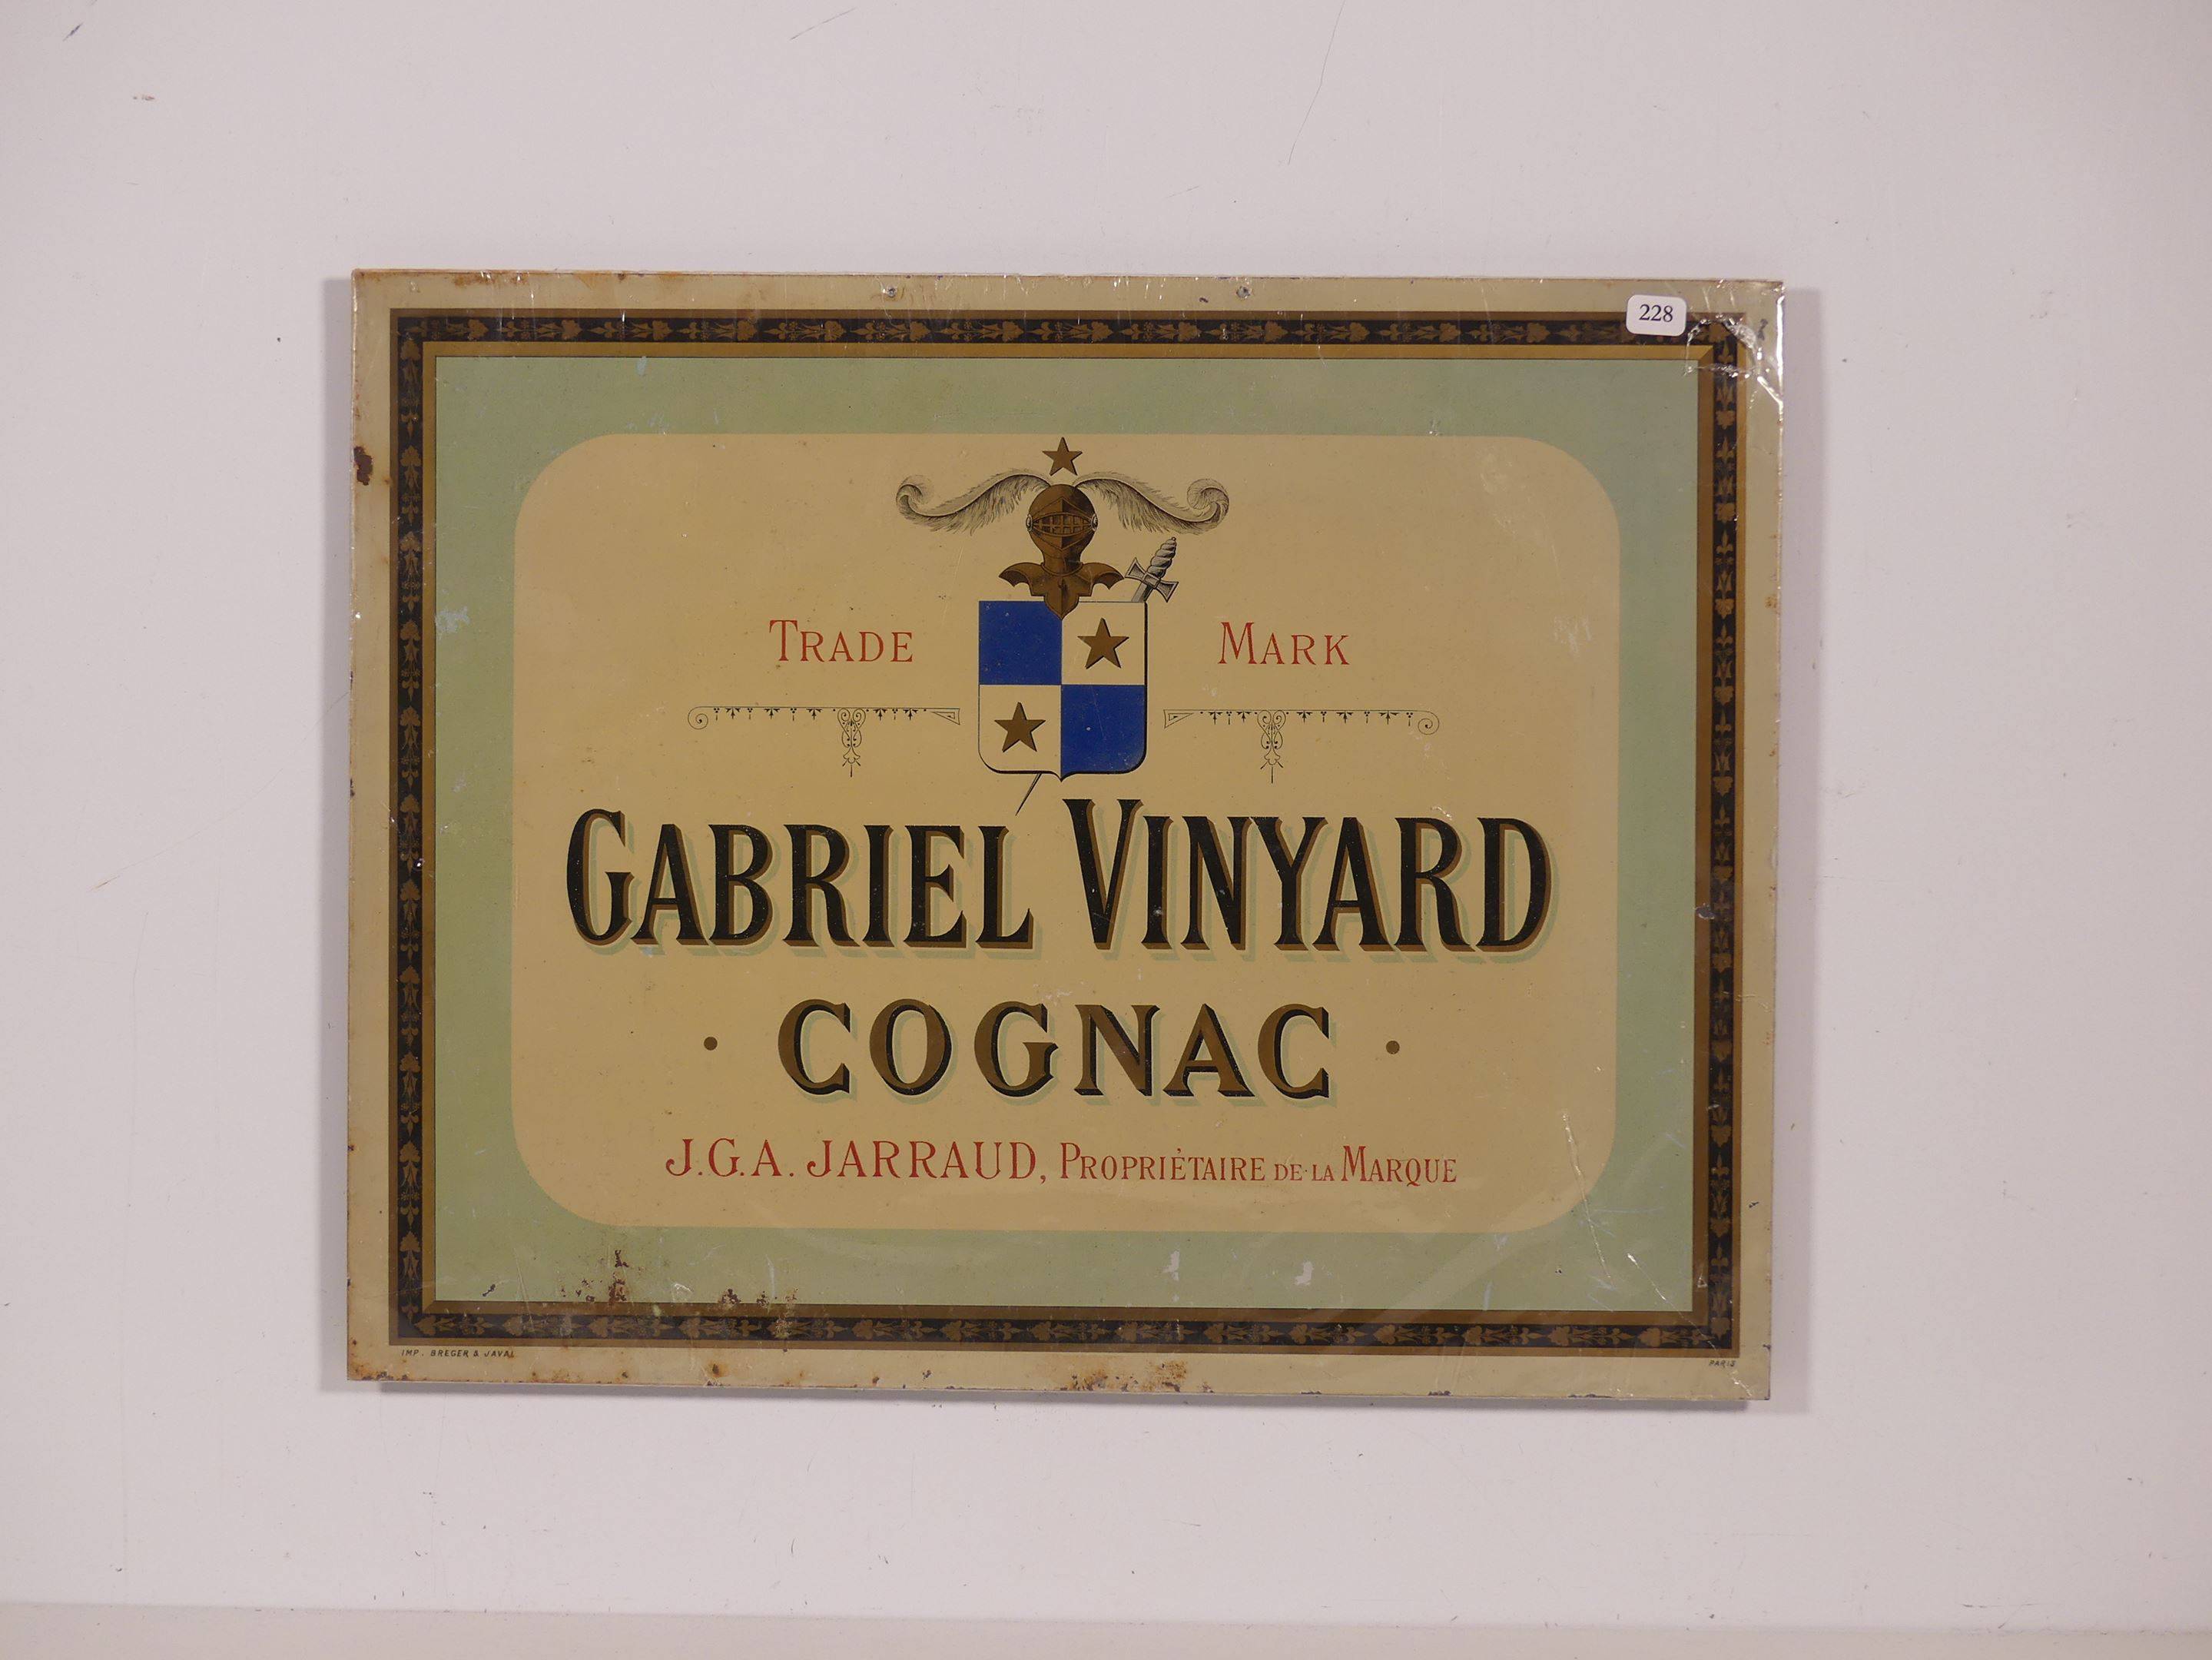 228
TRADE MARK
GABRIEL VINYARD
• COGNAC •
J.G.A. JARRAUD, PROPRIÉTAIRE DE LA MARQUE
IMP. BREGER & JAVAL PARIS